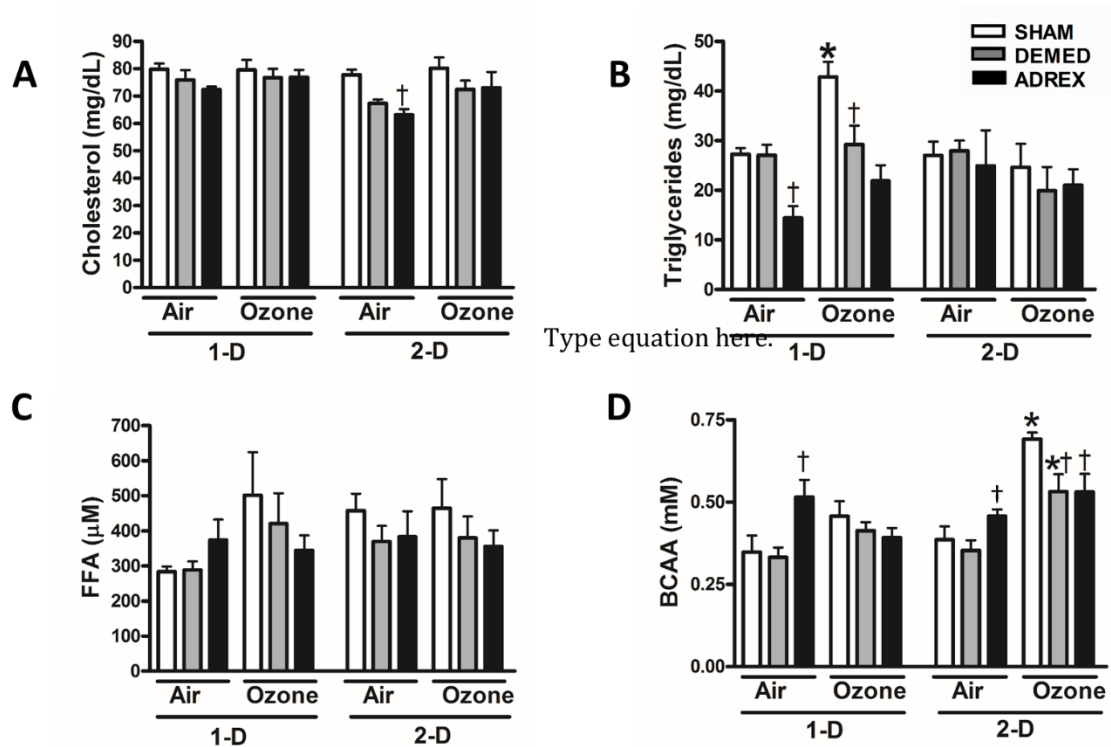 A
Cholesterol (mg/dL)
90
80
70
60
50
40
30
20
10
0
†
Air Ozone Air Ozone
1-D 2-D
B
Triglycerides (mg/dL)
50
40
30
20
10
0
† * †
SHAM
DEMED
ADREX
Air Ozone Air Ozone
1-D 2-D
Type equation here.
C
FFA (μM)
700
600
500
400
300
200
100
0
Air Ozone Air Ozone
1-D 2-D
D
BCAA (mM)
0.75
0.50
0.25
0.00
† † * *† †
Air Ozone Air Ozone
1-D 2-D